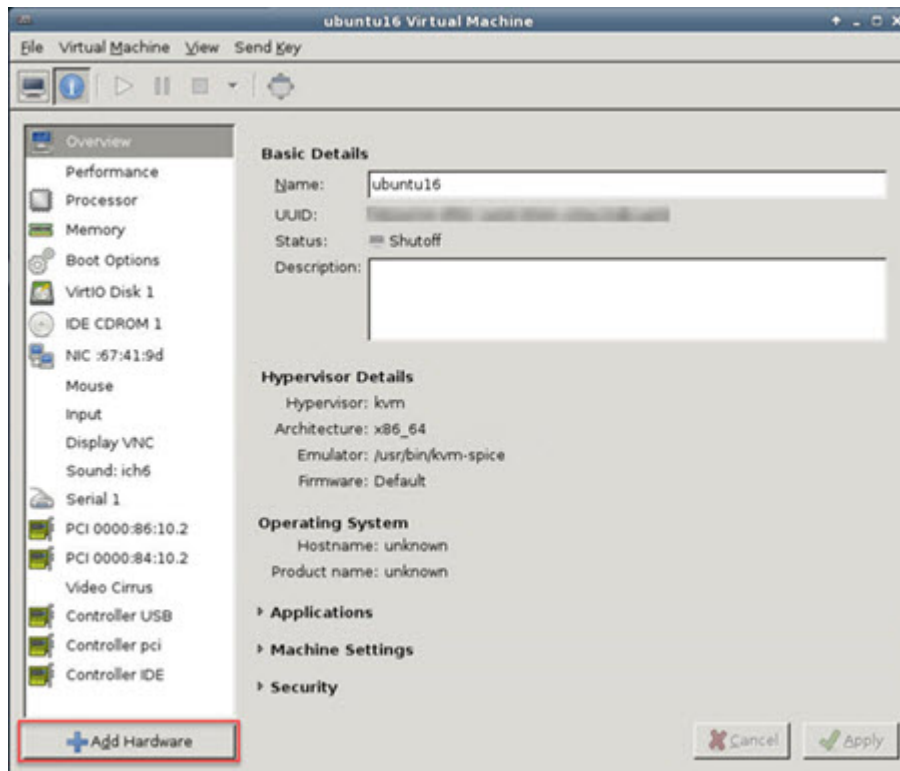 ubuntu16 Virtual Machine
File Virtual Machine View Send Key
Overview
Performance
Processor
Memory
Boot Options
VirtIO Disk 1
IDE CDROM 1
NIC :67:41:9d
Mouse
Input
Display VNC
Sound: ich6
Serial 1
PCI 0000:86:10.2
PCI 0000:84:10.2
Video Cirrus
Controller USB
Controller pci
Controller IDE
Add Hardware
Basic Details
Name: ubuntu16
UUID:
Status: Shutoff
Description:
Hypervisor Details
Hypervisor: kvm
Architecture: x86_64
Emulator: /usr/bin/kvm-spice
Firmware: Default
Operating System
Hostname: unknown
Product name: unknown
Applications
Machine Settings
Security
Cancel Apply